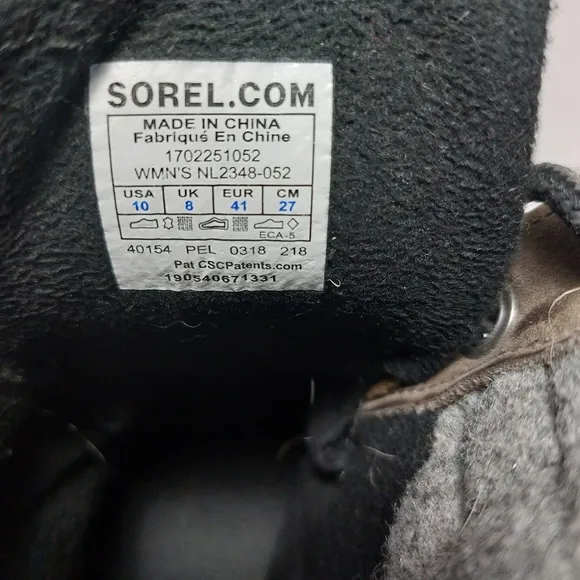 SOREL.COM
MADE IN CHINA
Fabriqué En Chine
1702251052
WMN'S NL2348-052
USA UK EUR CM
10 8 41 27
ECA-5
40154 PEL 0318 218
Pat CSCPatents.com
190540671331